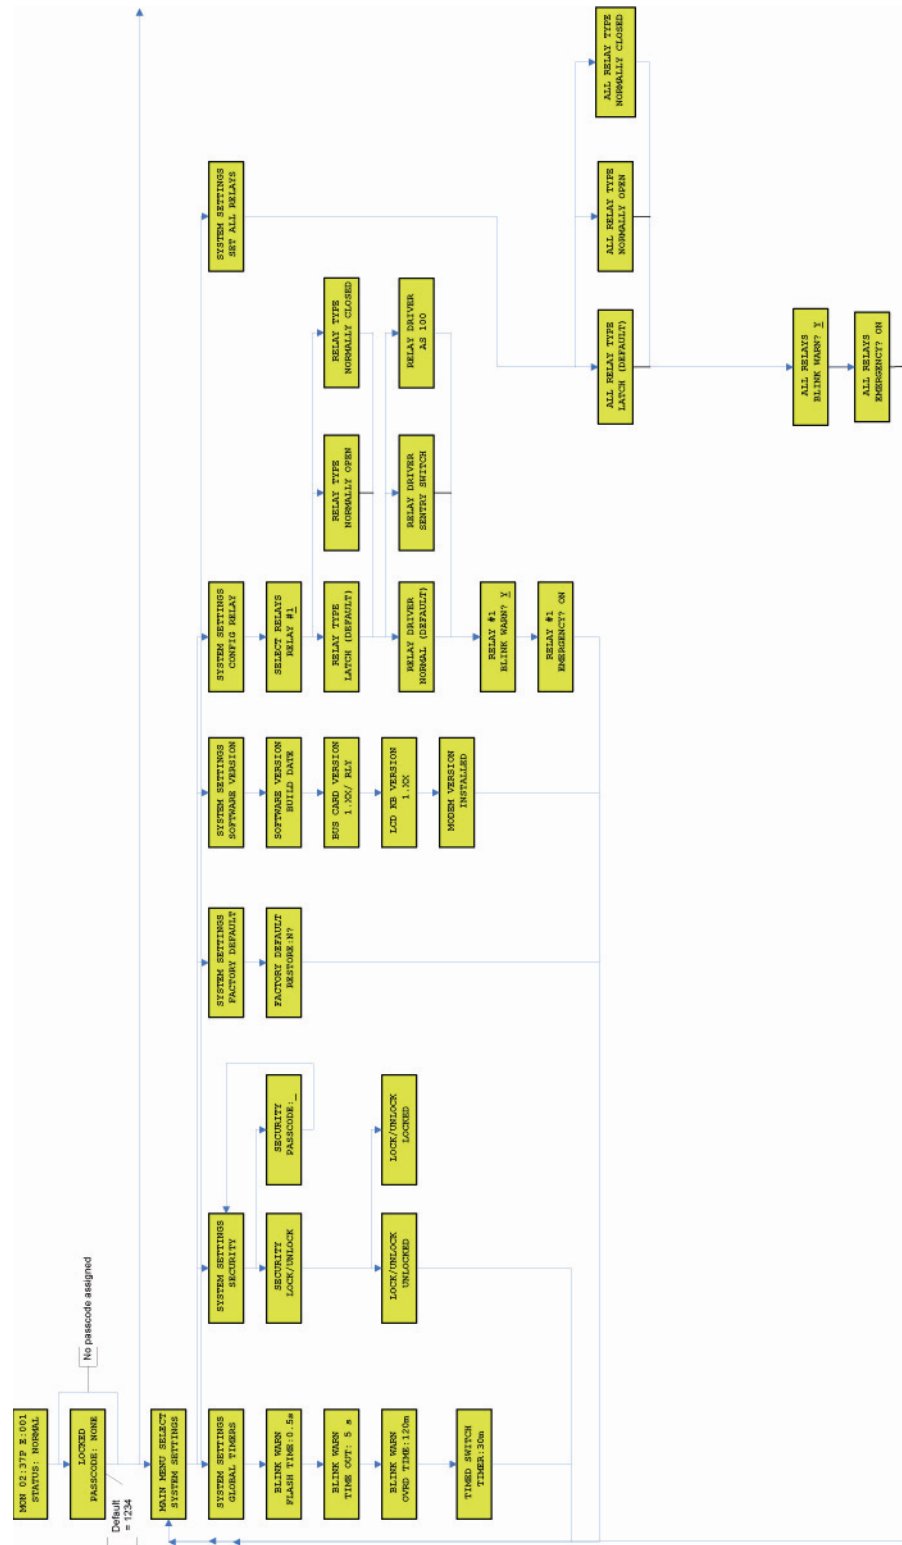 MON 02:37P E:001
STATUS: NORMAL
No passcode assigned
LOCKED
PASSCODE: NONE
Default
= 1234
MAIN MENU SELECT
SYSTEM SETTINGS
SYSTEM SETTINGS
GLOBAL TIMERS
BLINK WARN
FLASH TIME:0.5s
BLINK WARN
TIME OUT: 5 s
BLINK WARN
OVRD TIME:120m
TIMED SWITCH
TIMER:30m
SYSTEM SETTINGS
SECURITY
SECURITY
LOCK/UNLOCK
SECURITY
PASSCODE:_
LOCK/UNLOCK
UNLOCKED
LOCK/UNLOCK
LOCKED
SYSTEM SETTINGS
FACTORY DEFAULT
FACTORY DEFAULT
RESTORE:N?
SYSTEM SETTINGS
SOFTWARE VERSION
SOFTWARE VERSION
BUILD DATE
BUS CARD VERSION
1.XX/ RLY
LCD KB VERSION
1.XX
MODEM VERSION
INSTALLED
SYSTEM SETTINGS
CONFIG RELAY
SELECT RELAYS
RELAY #1
RELAY TYPE
LATCH (DEFAULT)
RELAY TYPE
NORMALLY OPEN
RELAY TYPE
NORMALLY CLOSED
RELAY DRIVER
NORMAL (DEFAULT)
RELAY DRIVER
SENTRY SWITCH
RELAY DRIVER
AS 100
RELAY #1
BLINK WARN? Y
RELAY #1
EMERGENCY? ON
SYSTEM SETTINGS
SET ALL RELAYS
ALL RELAY TYPE
LATCH (DEFAULT)
ALL RELAY TYPE
NORMALLY OPEN
ALL RELAY TYPE
NORMALLY CLOSED
ALL RELAYS
BLINK WARN? Y
ALL RELAYS
EMERGENCY? ON